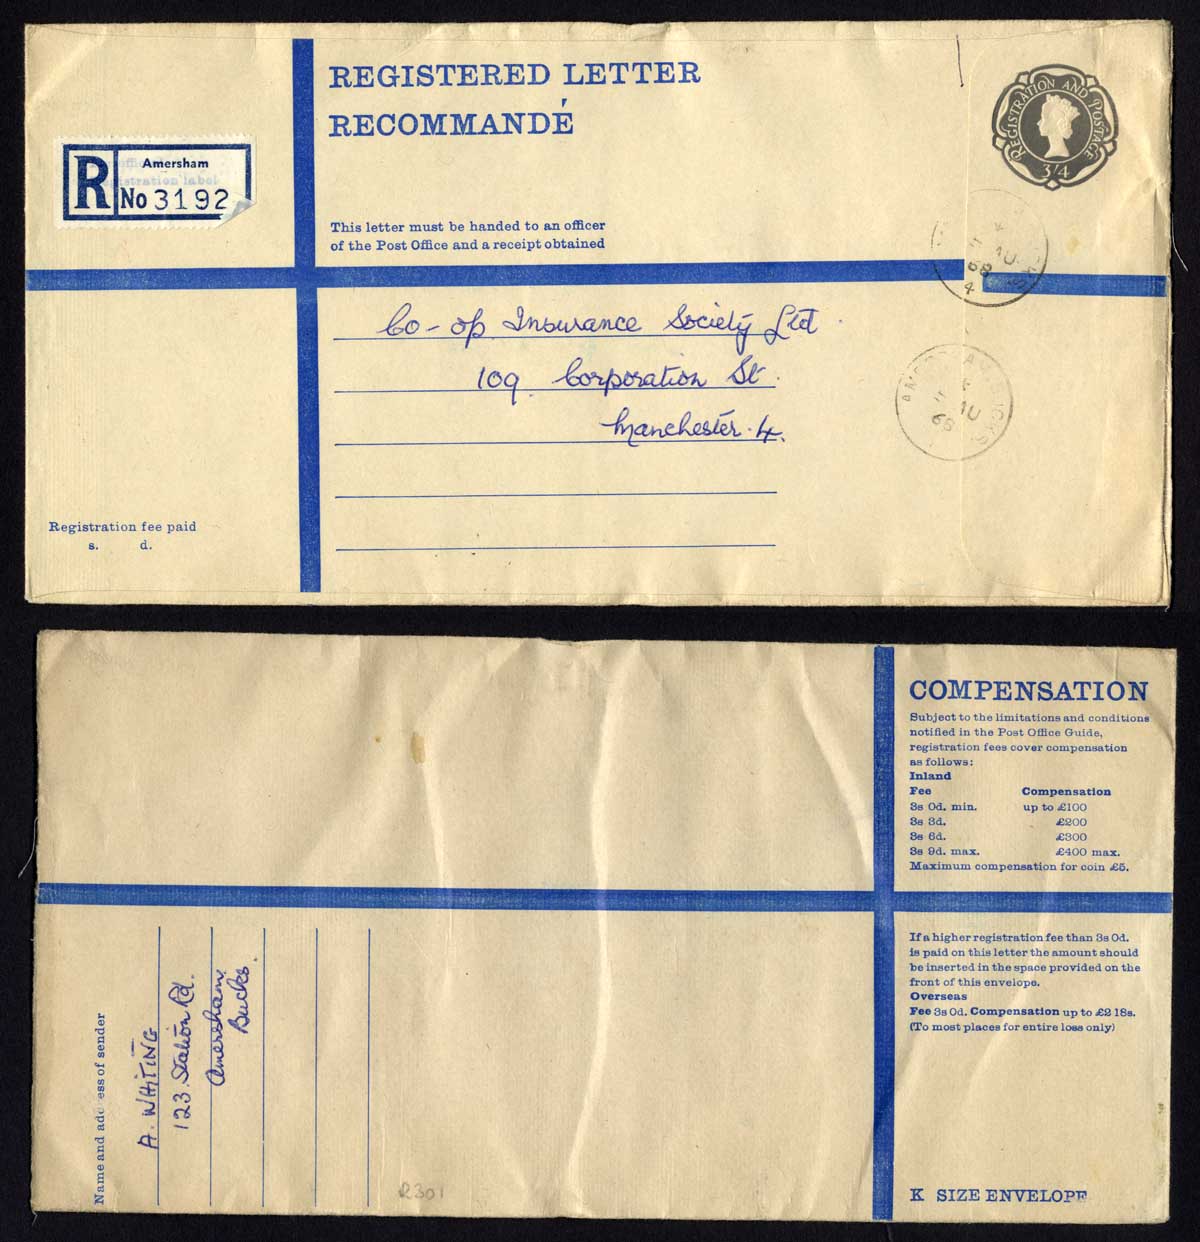 REGISTERED LETTER
RECOMMANDÉ
REGISTRATION AND POSTAGE
3/4
R
Amersham
No 3192
This letter must be handed to an officer
of the Post Office and a receipt obtained
Co-op Insurance Society Ltd
109 Corporation St.
Manchester. 4.
4 AU
68
Registration fee paid
s. d.
COMPENSATION
Subject to the limitations and conditions
notified in the Post Office Guide,
registration fees cover compensation
as follows:
Inland
Fee Compensation
3s 0d. min. up to £100
3s 3d. £200
3s 6d. £300
3s 9d. max. £400 max.
Maximum compensation for coin £5.
If a higher registration fee than 3s 0d.
is paid on this letter the amount should
be inserted in the space provided on the
front of this envelope.
Overseas
Fee 3s 0d. Compensation up to £2 18s.
(To most places for entire loss only)
K SIZE ENVELOPE
Name and address of sender
A. WHITING
123. Station Rd.
Amersham,
Bucks.
R301